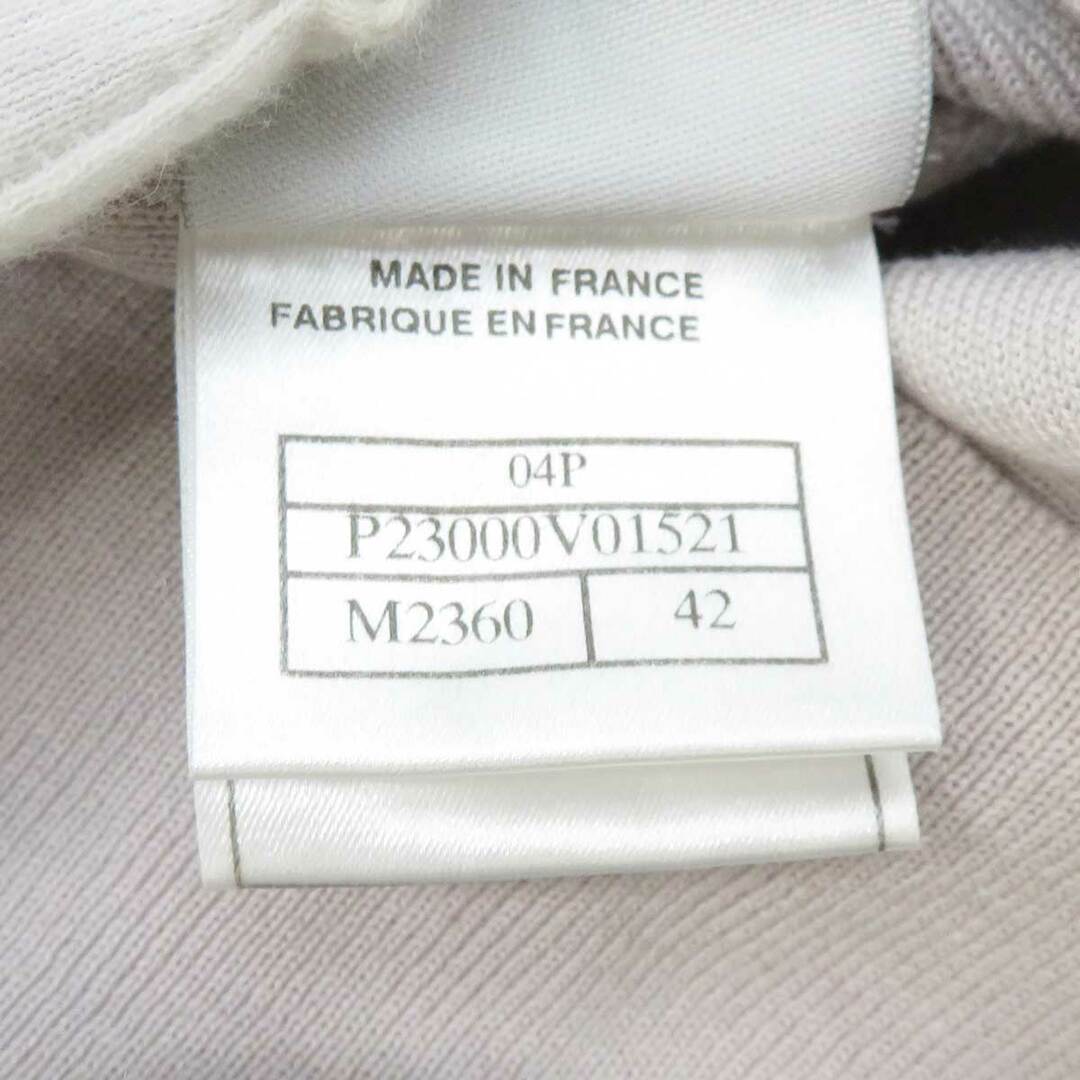 MADE IN FRANCE
FABRIQUE EN FRANCE
04P
P23000V01521
M2360 42